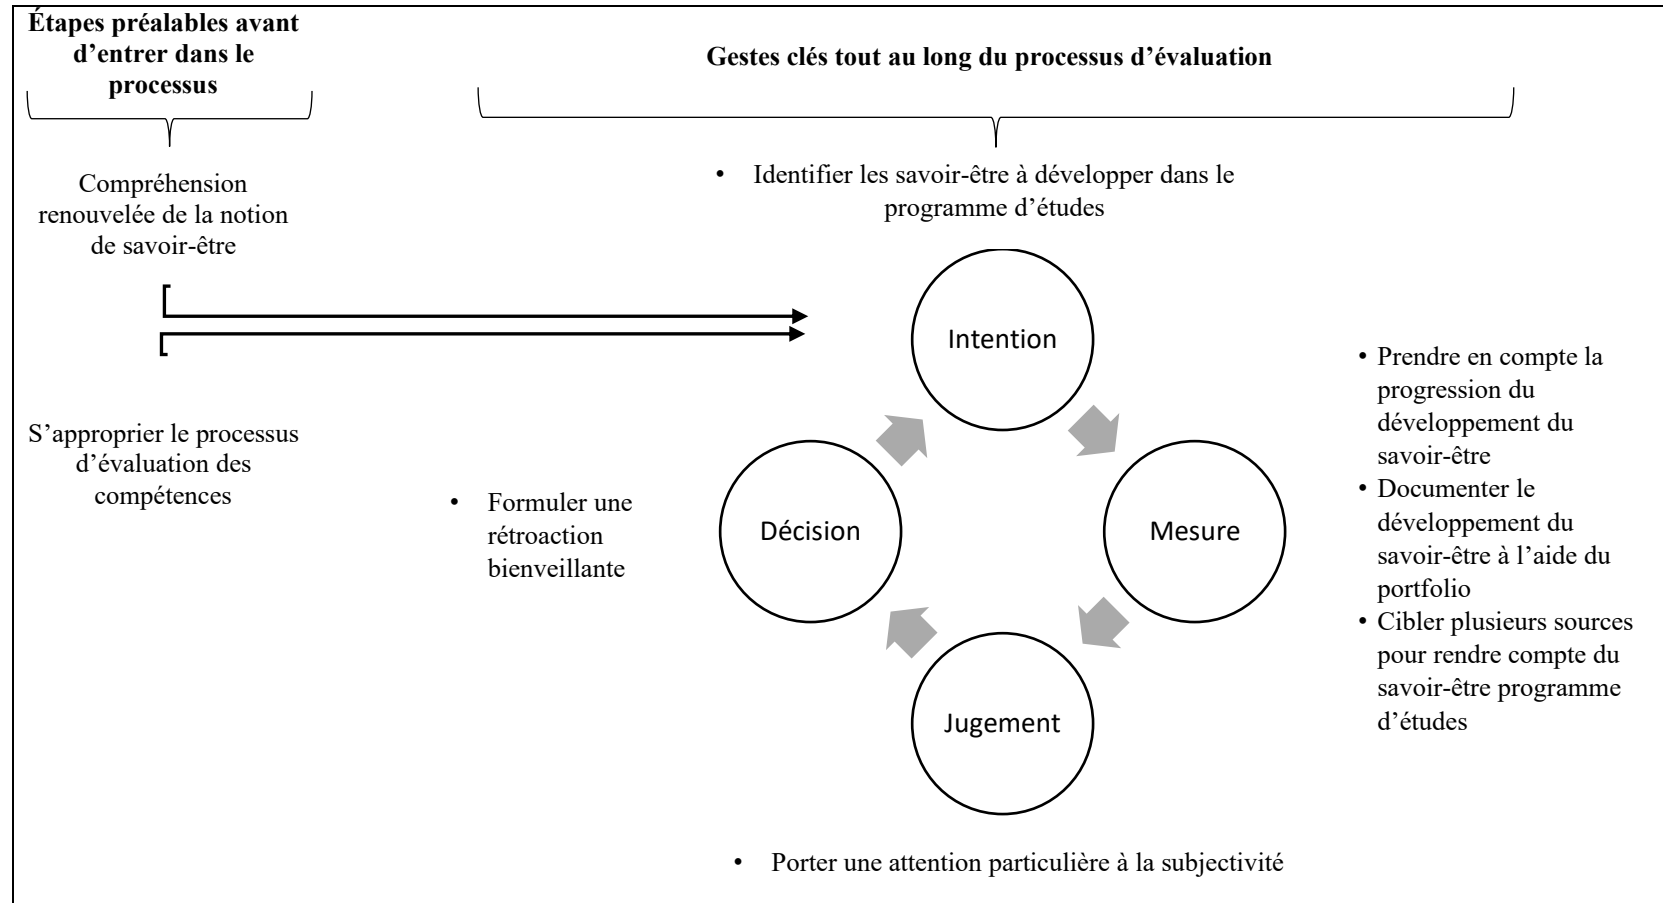 Étapes préalables avant
d’entrer dans le
processus
Gestes clés tout au long du processus d’évaluation
Compréhension
renouvelée de la notion
de savoir-être
• Identifier les savoir-être à développer dans le
programme d’études
Intention
S’approprier le processus
d’évaluation des
compétences
• Formuler une
rétroaction
bienveillante
Décision
Mesure
• Prendre en compte la
progression du
développement du
savoir-être
• Documenter le
développement du
savoir-être à l’aide du
portfolio
• Cibler plusieurs sources
pour rendre compte du
savoir-être programme
d’études
Jugement
• Porter une attention particulière à la subjectivité